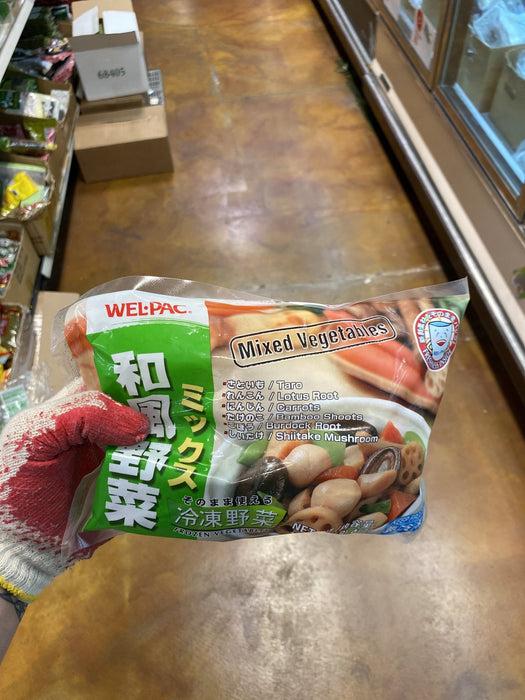 68405
WEL·PAC®
Mixed Vegetables
和風野菜
ミックス
•さといも / Taro
•れんこん / Lotus Root
•にんじん / Carrots
•たけのこ / Bamboo Shoots
•ごぼう / Burdock Root
•しいたけ / Shiitake Mushroom
そのまま使える
冷凍野菜
FROZEN VEGETABLES
NET